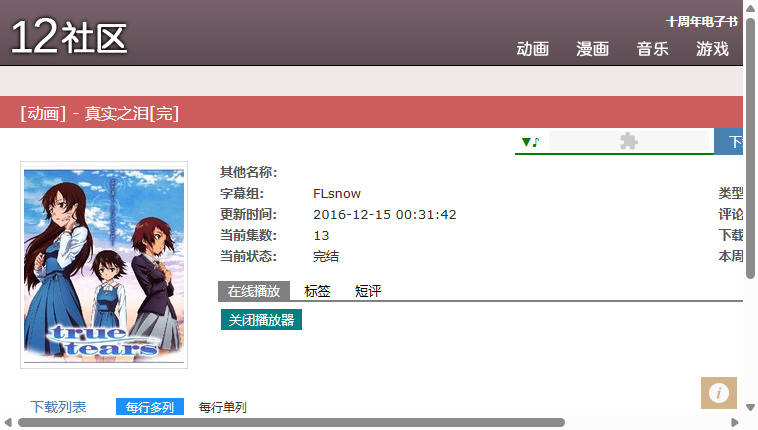 12社区
十周年电子书
动画 漫画 音乐 游戏
[动画] - 真实之泪[完]
▼♪
true tears
其他名称:
字幕组: FLsnow 类型
更新时间: 2016-12-15 00:31:42 评论
当前集数: 13 下载
当前状态: 完结 本周
在线播放 标签 短评
关闭播放器
下载列表 每行多列 每行单列